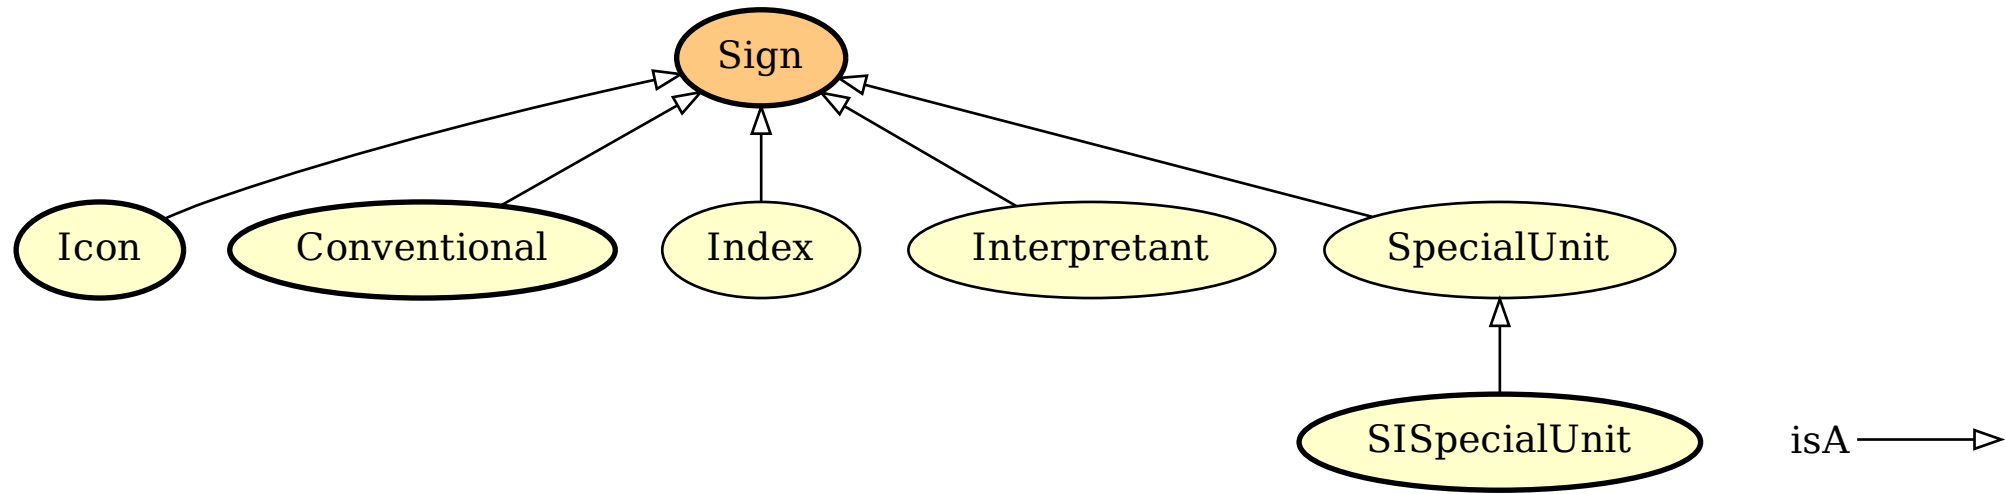 Sign
Icon
Conventional
Index
Interpretant
SpecialUnit
SISpecialUnit
isA